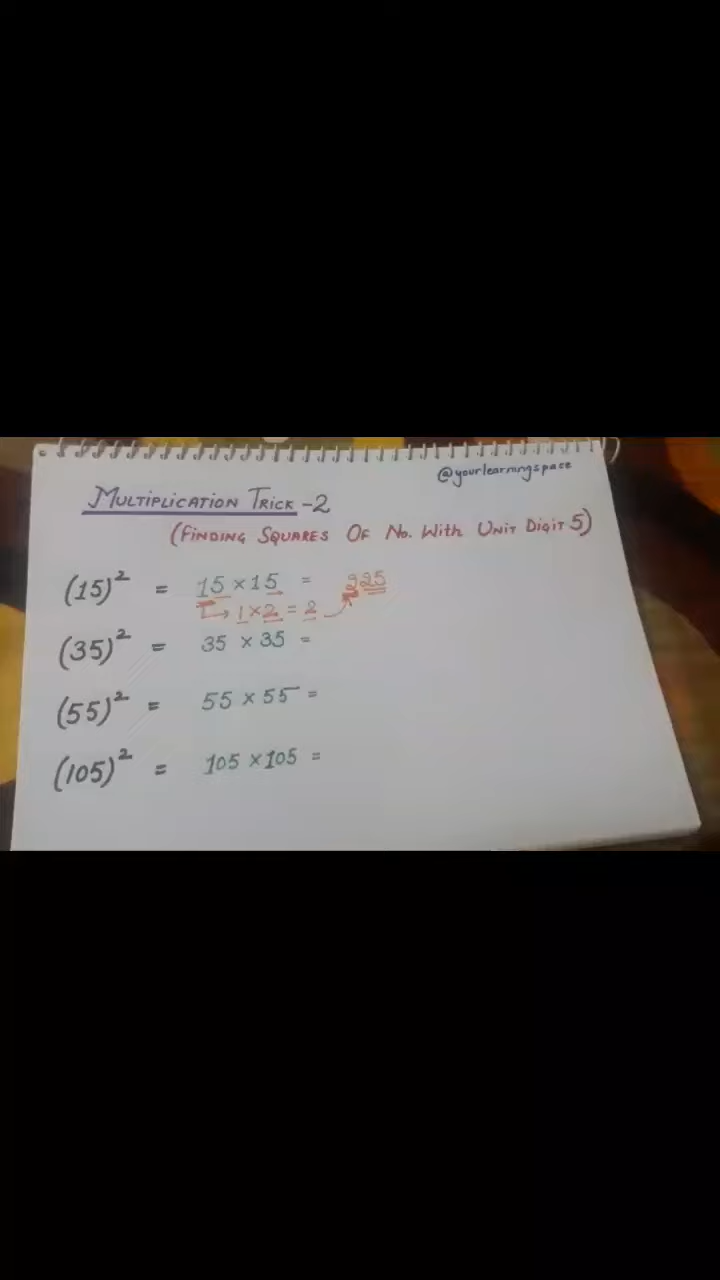 @yourlearningspace
MULTIPLICATION TRICK -2
(FINDING SQUARES OF NO. WITH UNIT DIGIT 5)
(15)² = 15 × 15 = 225
1 × 2 = 2
(35)² = 35 × 35 =
(55)² = 55 × 55 =
(105)² = 105 × 105 =